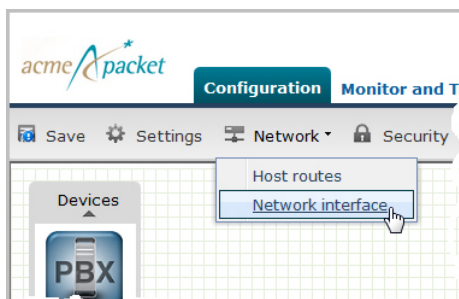 acme packet
Configuration Monitor and T
Save Settings Network Security
Host routes
Network interface
Devices
PBX